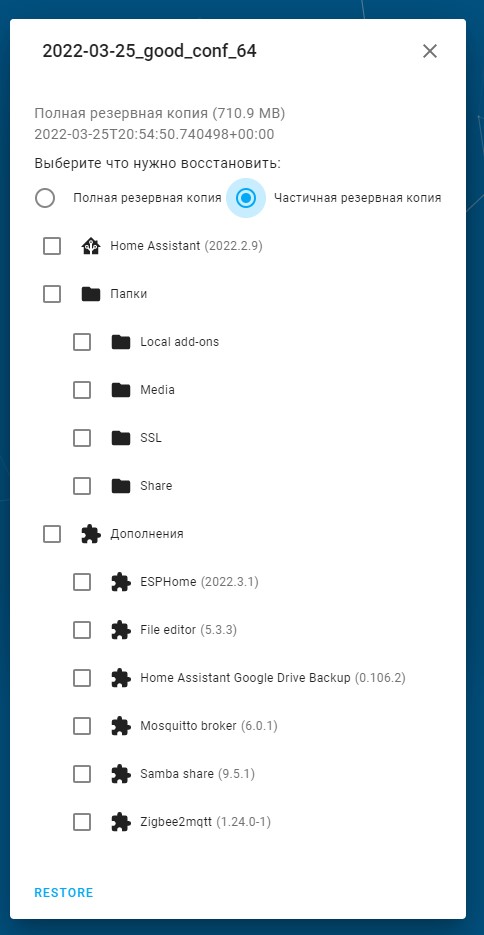 2022-03-25_good_conf_64
Полная резервная копия (710.9 MB)
2022-03-25T20:54:50.740498+00:00
Выберите что нужно восстановить:
Полная резервная копия Частичная резервная копия
Home Assistant (2022.2.9)
Папки
Local add-ons
Media
SSL
Share
Дополнения
ESPHome (2022.3.1)
File editor (5.3.3)
Home Assistant Google Drive Backup (0.106.2)
Mosquitto broker (6.0.1)
Samba share (9.5.1)
Zigbee2mqtt (1.24.0-1)
RESTORE